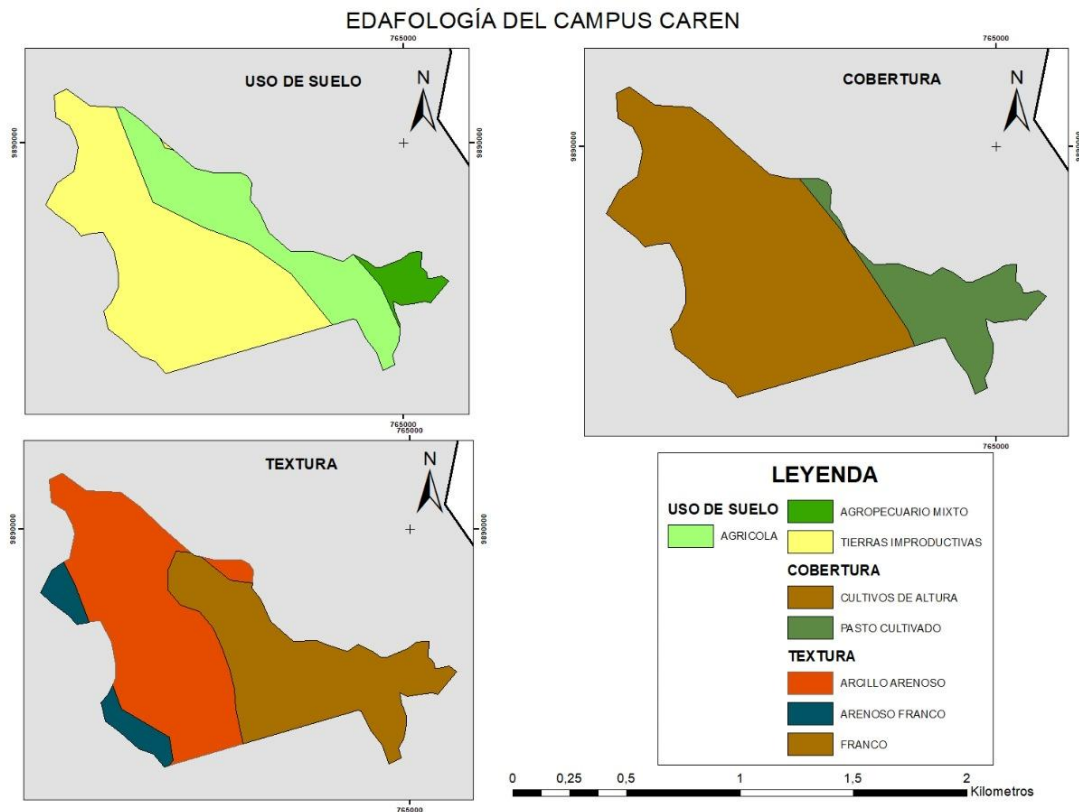 EDAFOLOGÍA DEL CAMPUS CAREN
765000
USO DE SUELO
N
9890000
9890000
765000
765000
COBERTURA
N
9890000
9890000
765000
765000
TEXTURA
N
9890000
9890000
765000
LEYENDA
USO DE SUELO
AGRICOLA
AGROPECUARIO MIXTO
TIERRAS IMPRODUCTIVAS
COBERTURA
CULTIVOS DE ALTURA
PASTO CULTIVADO
TEXTURA
ARCILLO ARENOSO
ARENOSO FRANCO
FRANCO
0 0,25 0,5 1 1,5 2
Kilometros